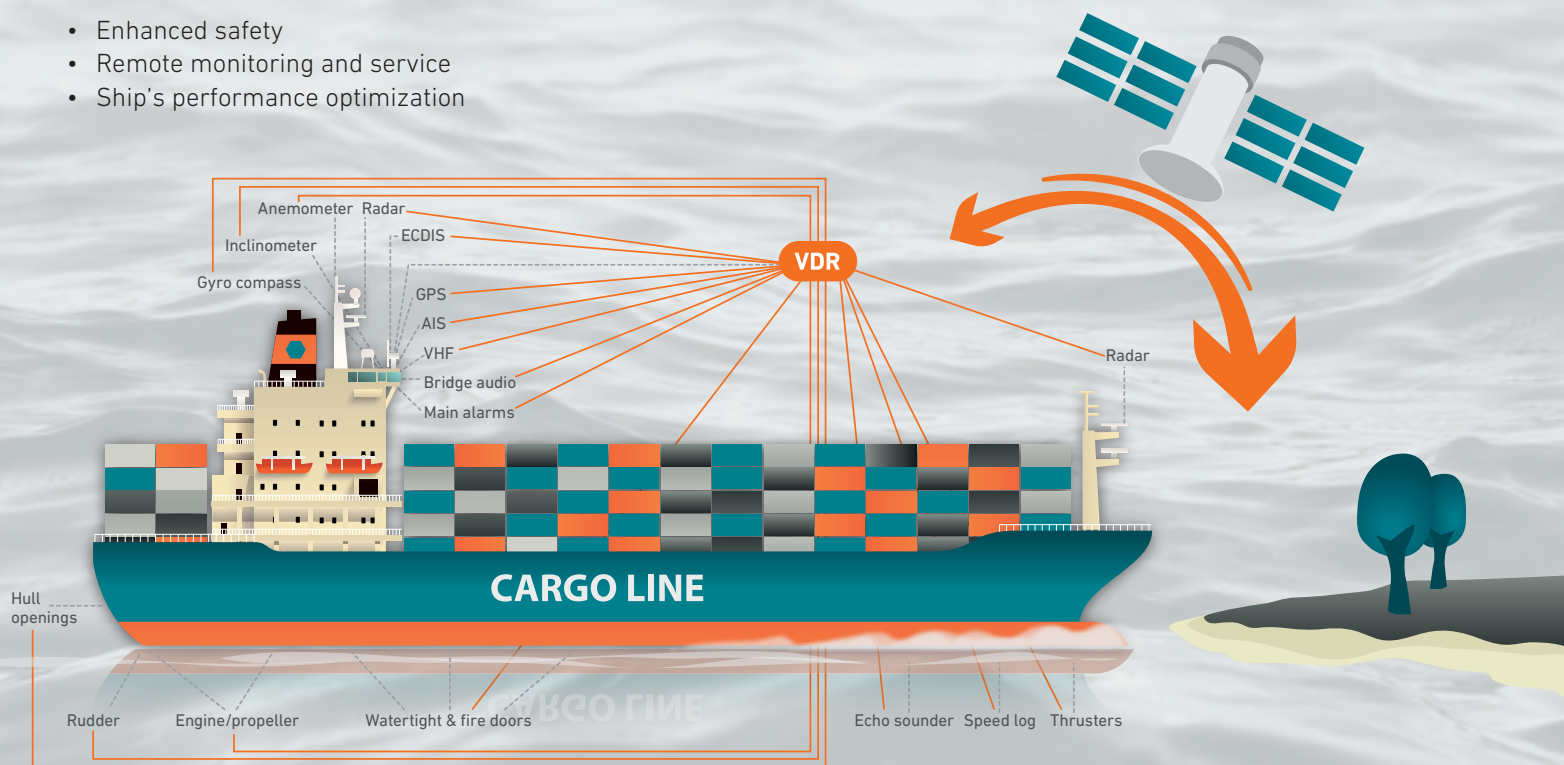 • Enhanced safety
• Remote monitoring and service
• Ship's performance optimization
Anemometer
Radar
ECDIS
Inclinometer
VDR
Gyro compass
GPS
AIS
VHF
Radar
Bridge audio
Main alarms
CARGO LINE
Hull
openings
CARGO LINE
Rudder
Engine/propeller
Watertight & fire doors
Echo sounder
Speed log
Thrusters